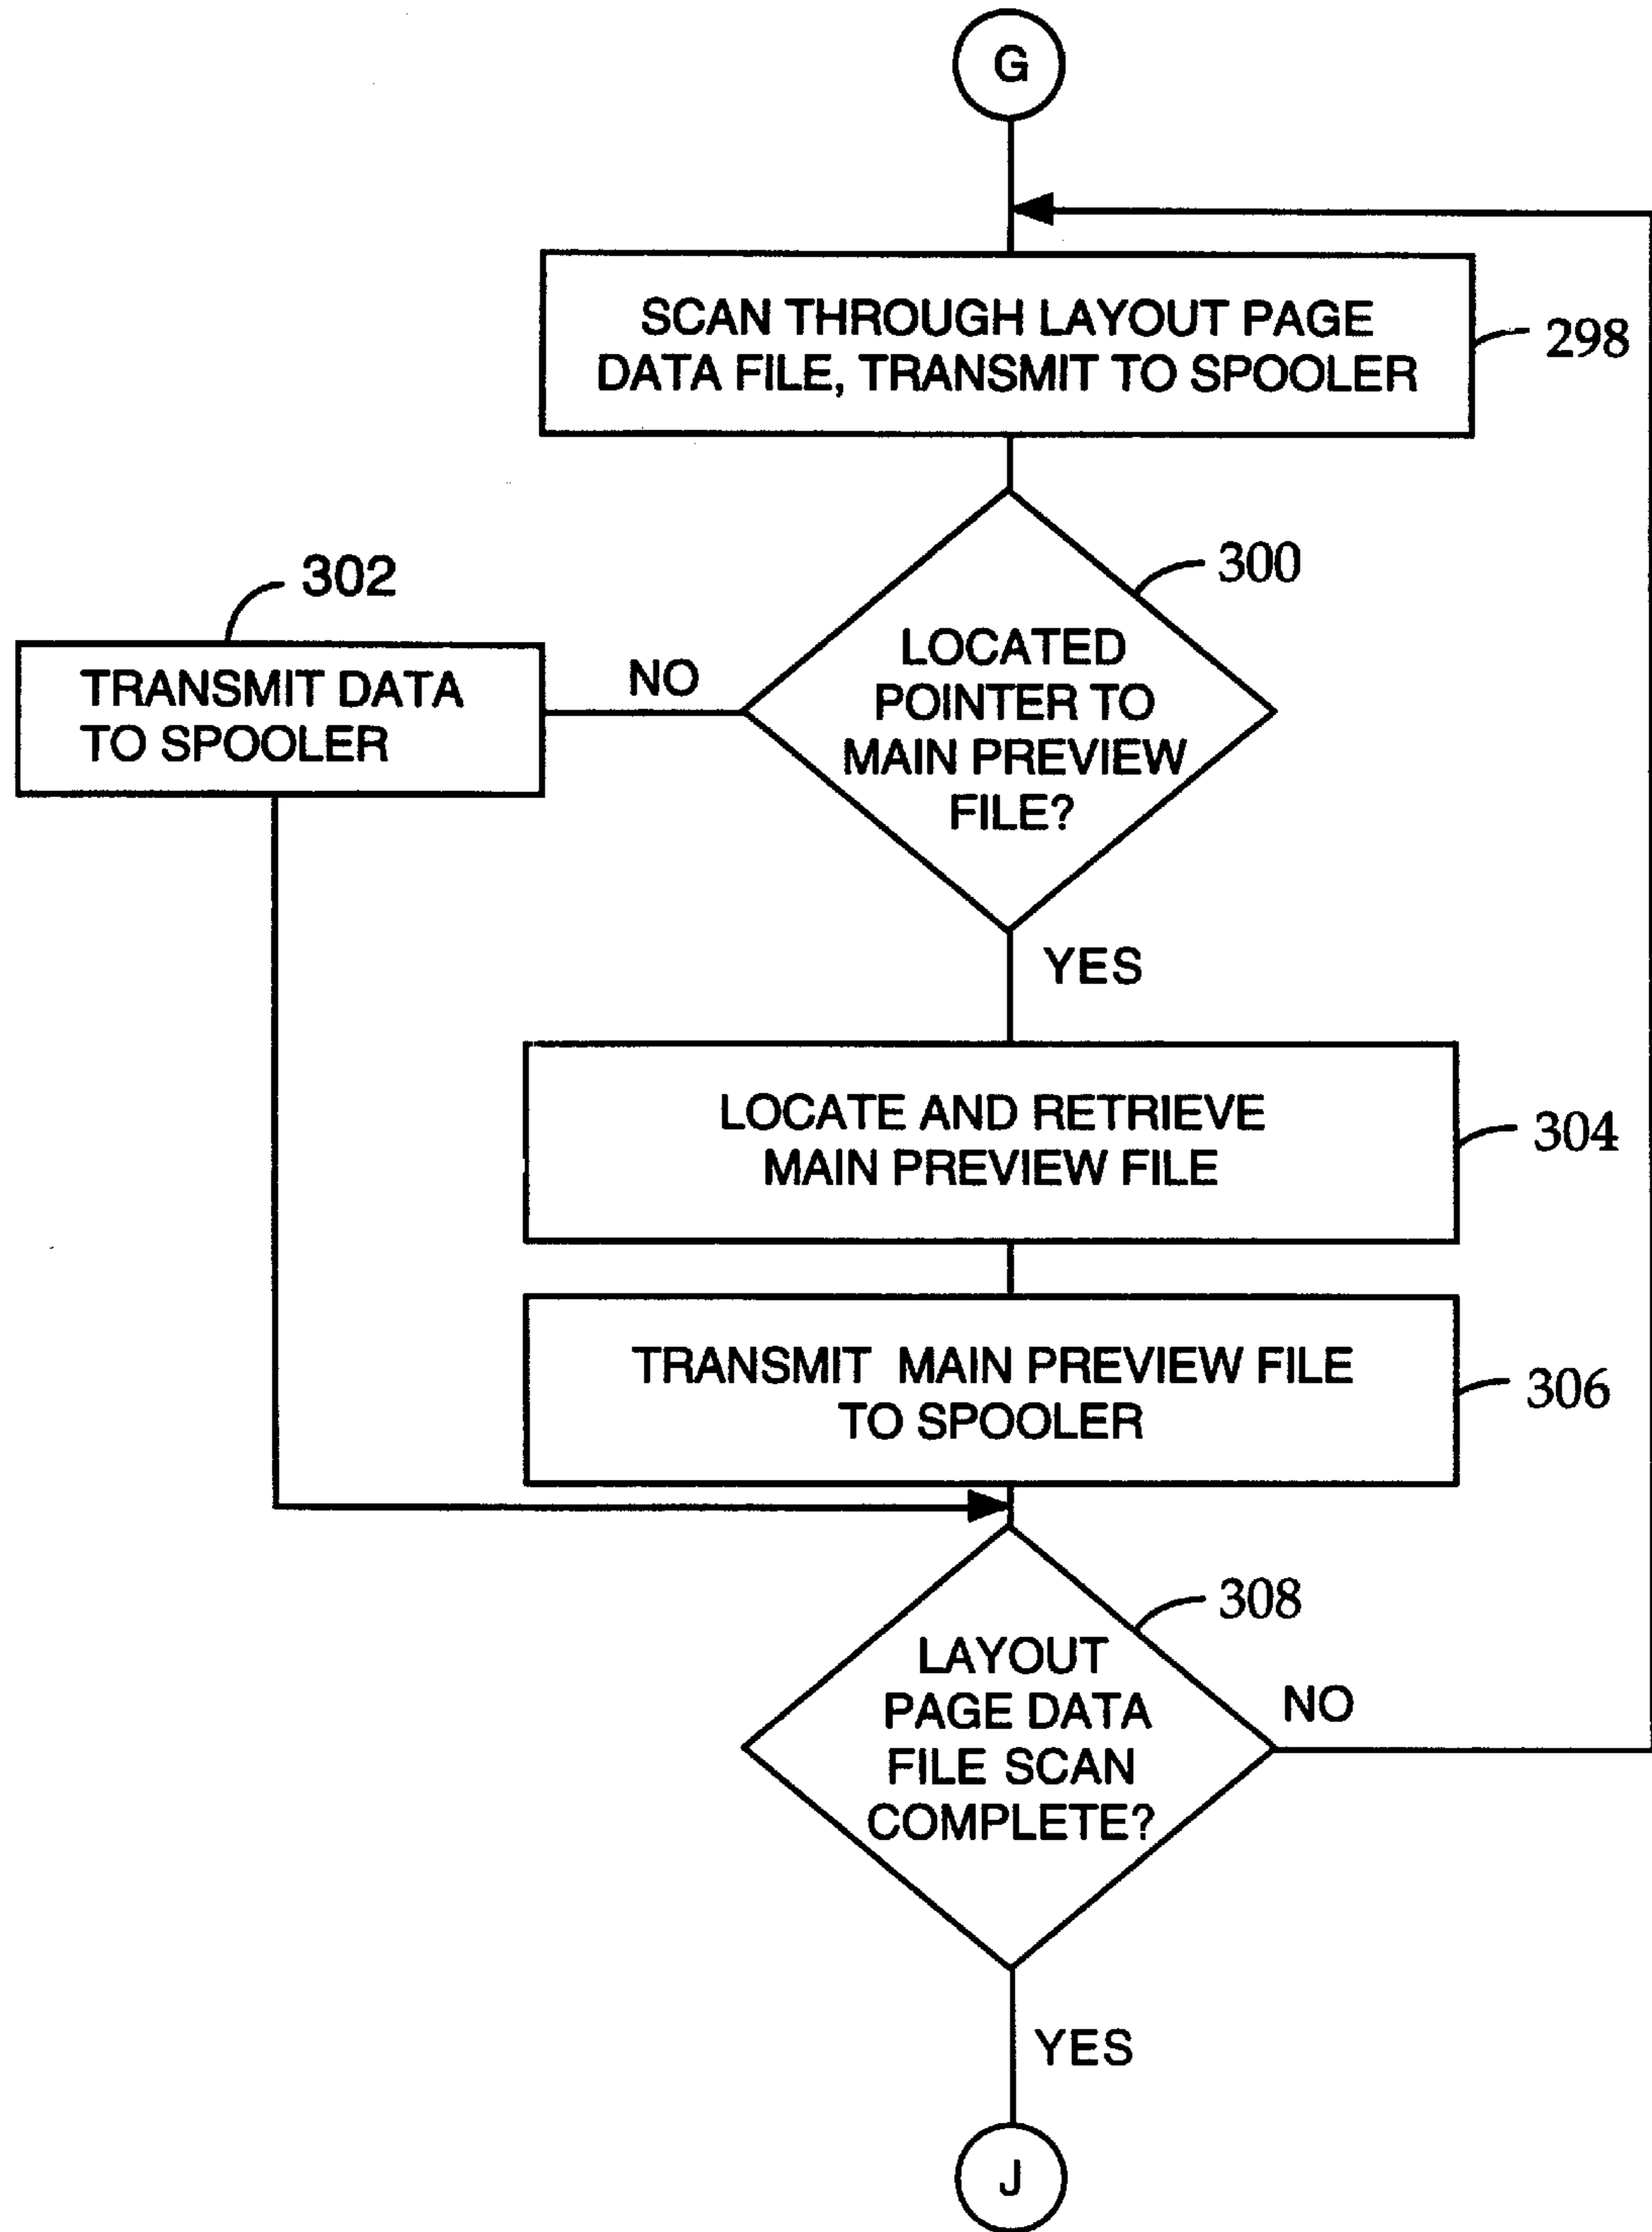 G
SCAN THROUGH LAYOUT PAGE
DATA FILE, TRANSMIT TO SPOOLER
298
300
LOCATED
POINTER TO
MAIN PREVIEW
FILE?
302
TRANSMIT DATA
TO SPOOLER
NO
YES
LOCATE AND RETRIEVE
MAIN PREVIEW FILE
304
TRANSMIT MAIN PREVIEW FILE
TO SPOOLER
306
308
LAYOUT
PAGE DATA
FILE SCAN
COMPLETE?
NO
YES
J